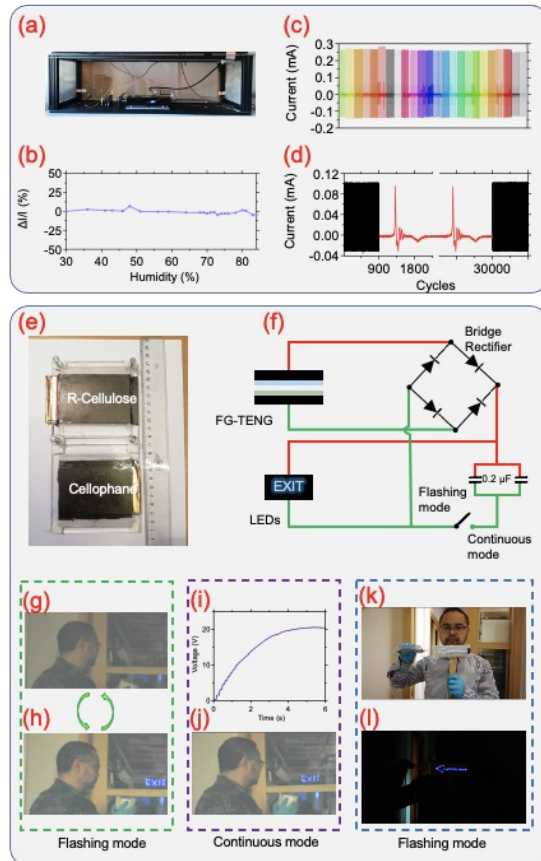 (a)
(c)
Current (mA)
0.3
0.2
0.1
0.0
-0.1
-0.2
(b)
ΔI/I (%)
50
25
0
-25
-50
30 40 50 60 70 80
Humidity (%)
(d)
Current (mA)
0.12
0.08
0.04
0.00
-0.04
900 1800 30000
Cycles
(e)
R-Cellulose
Cellophane
(f)
Bridge
Rectifier
FG-TENG
EXIT
LEDs
0.2 µF
Flashing
mode
Continuous
mode
(g)
(h)
EXIT
Flashing mode
(i)
Voltage (V)
20
10
0
0 2 4 6
Time (s)
(j)
EXIT
Continuous mode
(k)
(l)
Flashing mode